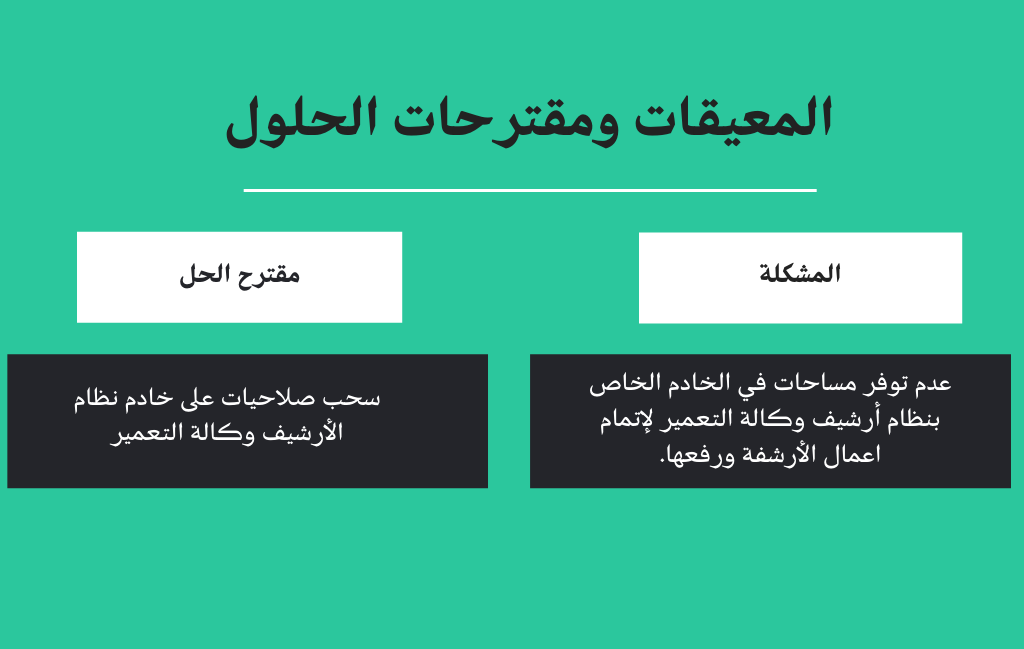 المعيقات ومقترحات الحلول
المشكلة
مقترح الحل
عدم توفر مساحات في الخادم الخاص
بنظام أرشيف وكالة التعمير لإتمام
اعمال الأرشفة ورفعها.
سحب صلاحيات على خادم نظام
الأرشيف وكالة التعمير